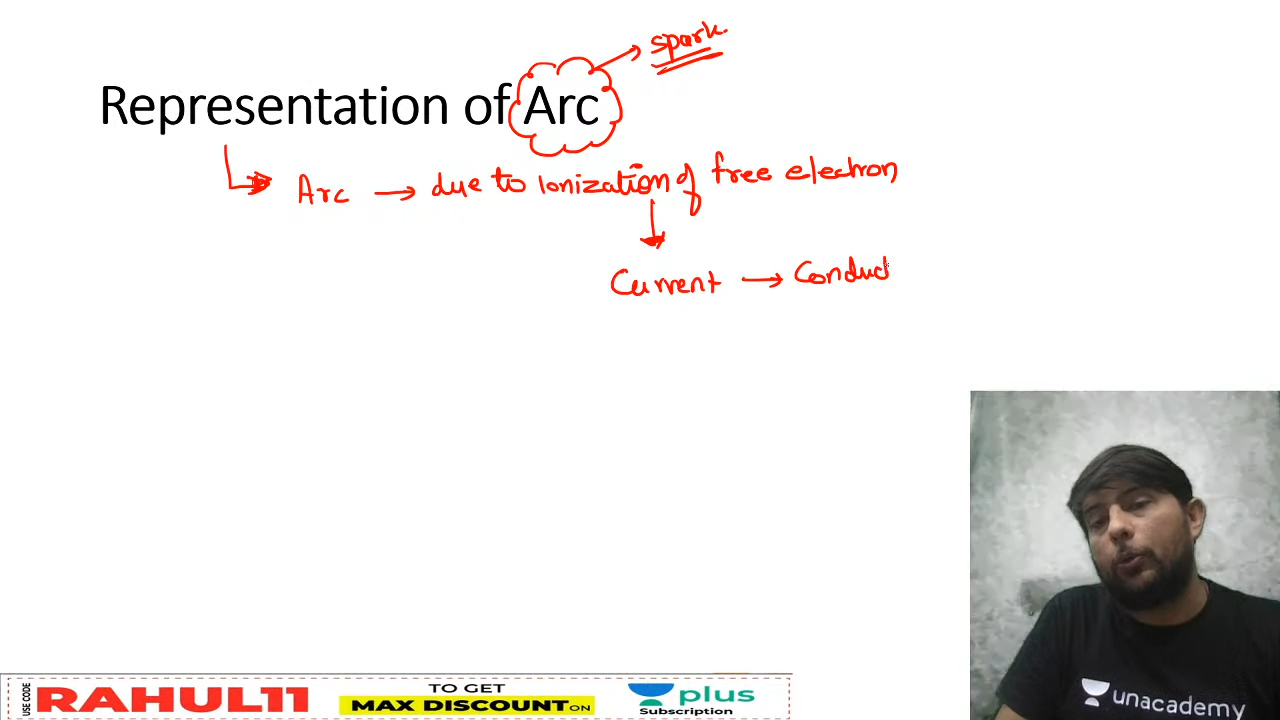 spark
Representation of Arc
Arc → due to Ionization of free electron
Current → Conduc
USE CODE
RAHUL11
TO GET
MAX DISCOUNT ON
plus
Subscription
unacademy